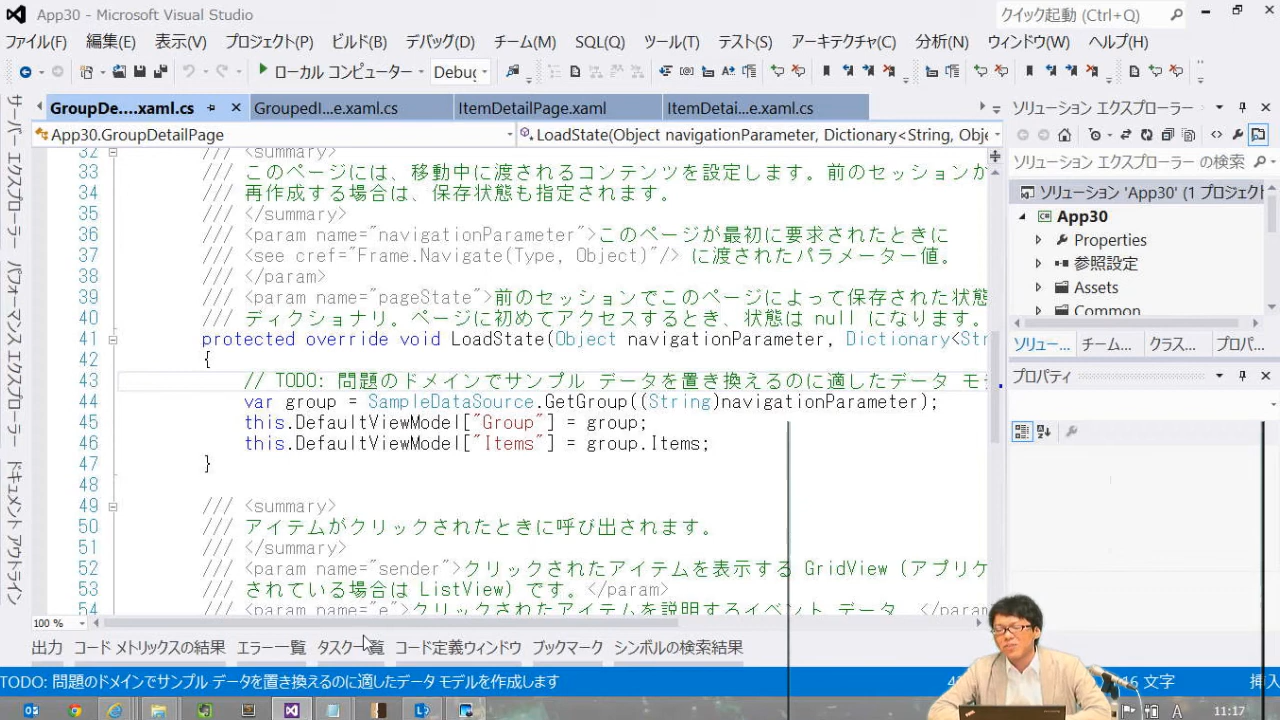 App30 - Microsoft Visual Studio
クイック起動 (Ctrl+Q)
ファイル(F) 編集(E) 表示(V) プロジェクト(P) ビルド(B) デバッグ(D) チーム(M) SQL(Q) ツール(T) テスト(S) アーキテクチャ(C) 分析(N) ウィンドウ(W) ヘルプ(H)
ローカル コンピューター Debug
GroupDe....xaml.cs GroupedI...e.xaml.cs ItemDetailPage.xaml ItemDetai...e.xaml.cs
App30.GroupDetailPage LoadState(Object navigationParameter, Dictionary<String, Obje
32 /// <summary>
33 /// このページには、移動中に渡されるコンテンツを設定します。前のセッションか
34 /// 再作成する場合は、保存状態も指定されます。
35 /// </summary>
36 /// <param name="navigationParameter">このページが最初に要求されたときに
37 /// <see cref="Frame.Navigate(Type, Object)"/> に渡されたパラメーター値。
38 /// </param>
39 /// <param name="pageState">前のセッションでこのページによって保存された状態
40 /// ディクショナリ。ページに初めてアクセスするとき、状態は null になります。
41 protected override void LoadState(Object navigationParameter, Dictionary<Str
42 {
43 // TODO: 問題のドメインでサンプル データを置き換えるのに適したデータ モデ
44 var group = SampleDataSource.GetGroup((String)navigationParameter);
45 this.DefaultViewModel["Group"] = group;
46 this.DefaultViewModel["Items"] = group.Items;
47 }
48
49 /// <summary>
50 /// アイテムがクリックされたときに呼び出されます。
51 /// </summary>
52 /// <param name="sender">クリックされたアイテムを表示する GridView (アプリケ
53 /// されている場合は ListView) です。</param>
54 /// <param name="e">クリックされたアイテムを説明するイベント データ。</param
100 %
サーバー エクスプローラー
パフォーマンス エクスプローラー
ドキュメント アウトライン
ソリューション エクスプローラー
ソリューション エクスプローラー の検索
ソリューション 'App30' (1 プロジェクト
App30
Properties
参照設定
Assets
Common
ソリュー... チーム... クラス... プロパ...
プロパティ
出力 コード メトリックスの結果 エラー一覧 タスク一覧 コード定義ウィンドウ ブックマーク シンボルの検索結果
TODO: 問題のドメインでサンプル データを置き換えるのに適したデータ モデルを作成します
16 文字 挿入
A 11:17